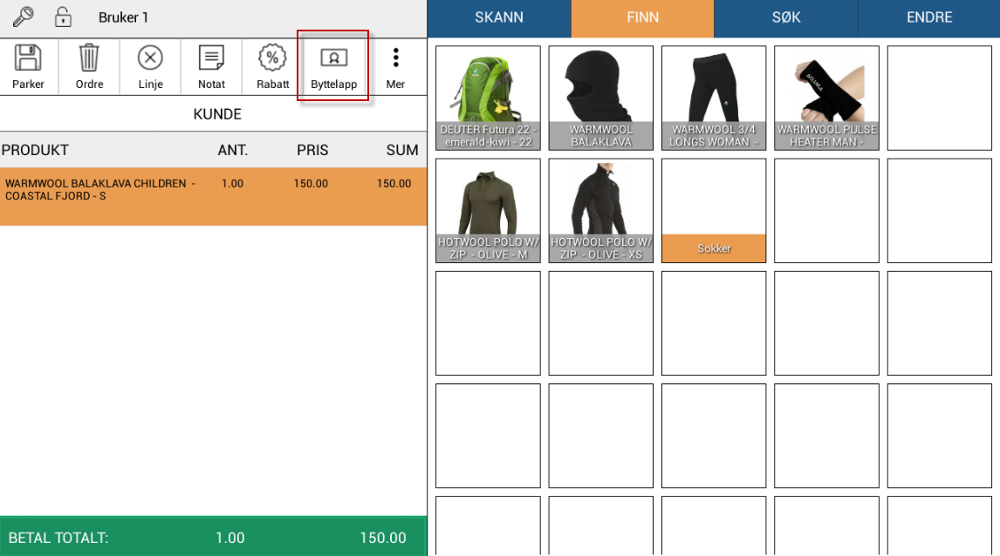 Bruker 1
SKANN
FINN
SØK
ENDRE
Parker
Ordre
Linje
Notat
Rabatt
Byttelapp
Mer
KUNDE
PRODUKT ANT. PRIS SUM
WARMWOOL BALAKLAVA CHILDREN - 1.00 150.00 150.00
COASTAL FJORD - S
DEUTER Futura 22 -
emerald-kiwi - 22
WARMWOOL
BALAKLAVA
WARMWOOL 3/4
LONGS WOMAN -
WARMWOOL PULSE
HEATER MAN -
HOTWOOL POLO W/
ZIP - OLIVE - M
HOTWOOL POLO W/
ZIP - OLIVE - XS
Sokker
BETAL TOTALT: 1.00 150.00